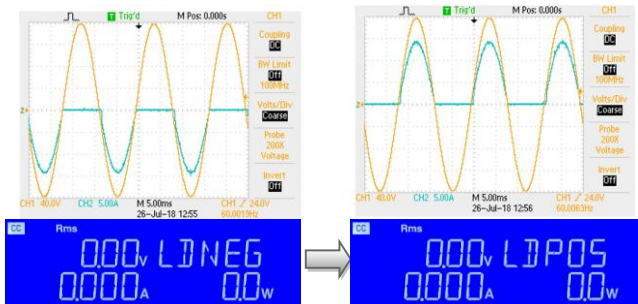 Trig'd M Pos: 0.000s CH1
Coupling
DC
BW Limit
Off
100MHz
Volts/Div
Coarse
Probe
200X
Voltage
Invert
Off
CH1 40.0V CH2 5.00A M 5.00ms CH1 / 24.0V
26-Jul-18 12:55 60.0019Hz
CC Rms
0.00V LDNEG
0.000A 0.0W
Trig'd M Pos: 0.000s CH1
Coupling
DC
BW Limit
Off
100MHz
Volts/Div
Coarse
Probe
200X
Voltage
Invert
Off
CH1 40.0V CH2 5.00A M 5.00ms CH1 / 24.0V
26-Jul-18 12:56 60.0063Hz
CC Rms
0.00V LDPOS
0.000A 0.0W